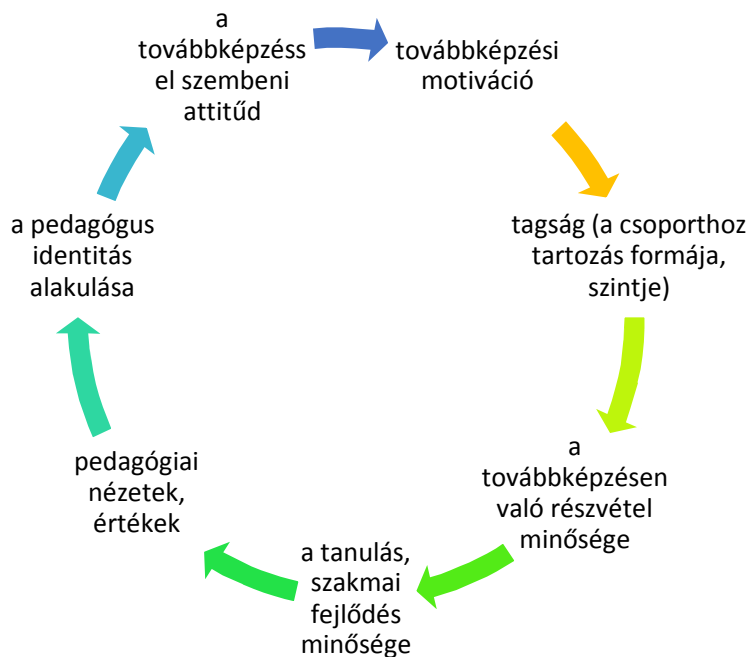 a
továbbképzéss
el szembeni
attitűd
továbbképzési
motiváció
tagság (a csoporthoz
tartozás formája,
szintje)
a
továbbképzésen
való részvétel
minősége
a tanulás,
szakmai
fejlődés
minősége
pedagógiai
nézetek,
értékek
a pedagógus
identitás
alakulása